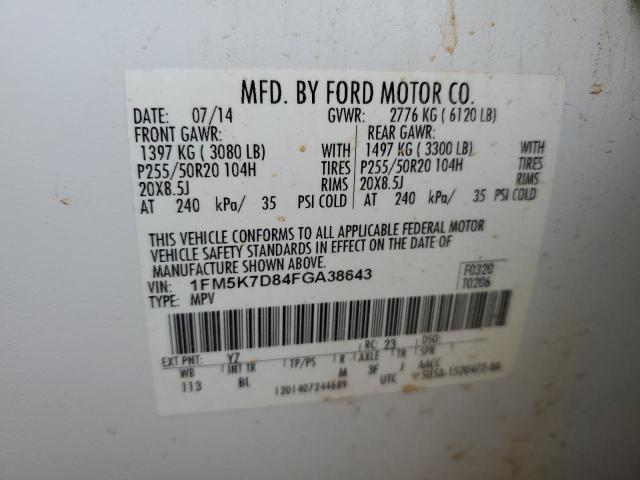 MFD. BY FORD MOTOR CO.
DATE: 07/14 GVWR: 2776 KG ( 6120 LB)
FRONT GAWR: REAR GAWR:
1397 KG ( 3080 LB) WITH 1497 KG ( 3300 LB) WITH
P255/50R20 104H TIRES P255/50R20 104H TIRES
20X8.5J RIMS 20X8.5J RIMS
AT 240 kPa/ 35 PSI COLD AT 240 kPa/ 35 PSI COLD
THIS VEHICLE CONFORMS TO ALL APPLICABLE FEDERAL MOTOR
VEHICLE SAFETY STANDARDS IN EFFECT ON THE DATE OF
MANUFACTURE SHOWN ABOVE.
VIN: 1FM5K7D84FGA38643 F0320
TYPE: MPV T0206
EXT PNT: YZ RC: 23 DSO:
WB INT TR TP/PS R AXLE TR SPR
113 BL M 3F J AACC
1201407244689 UTC